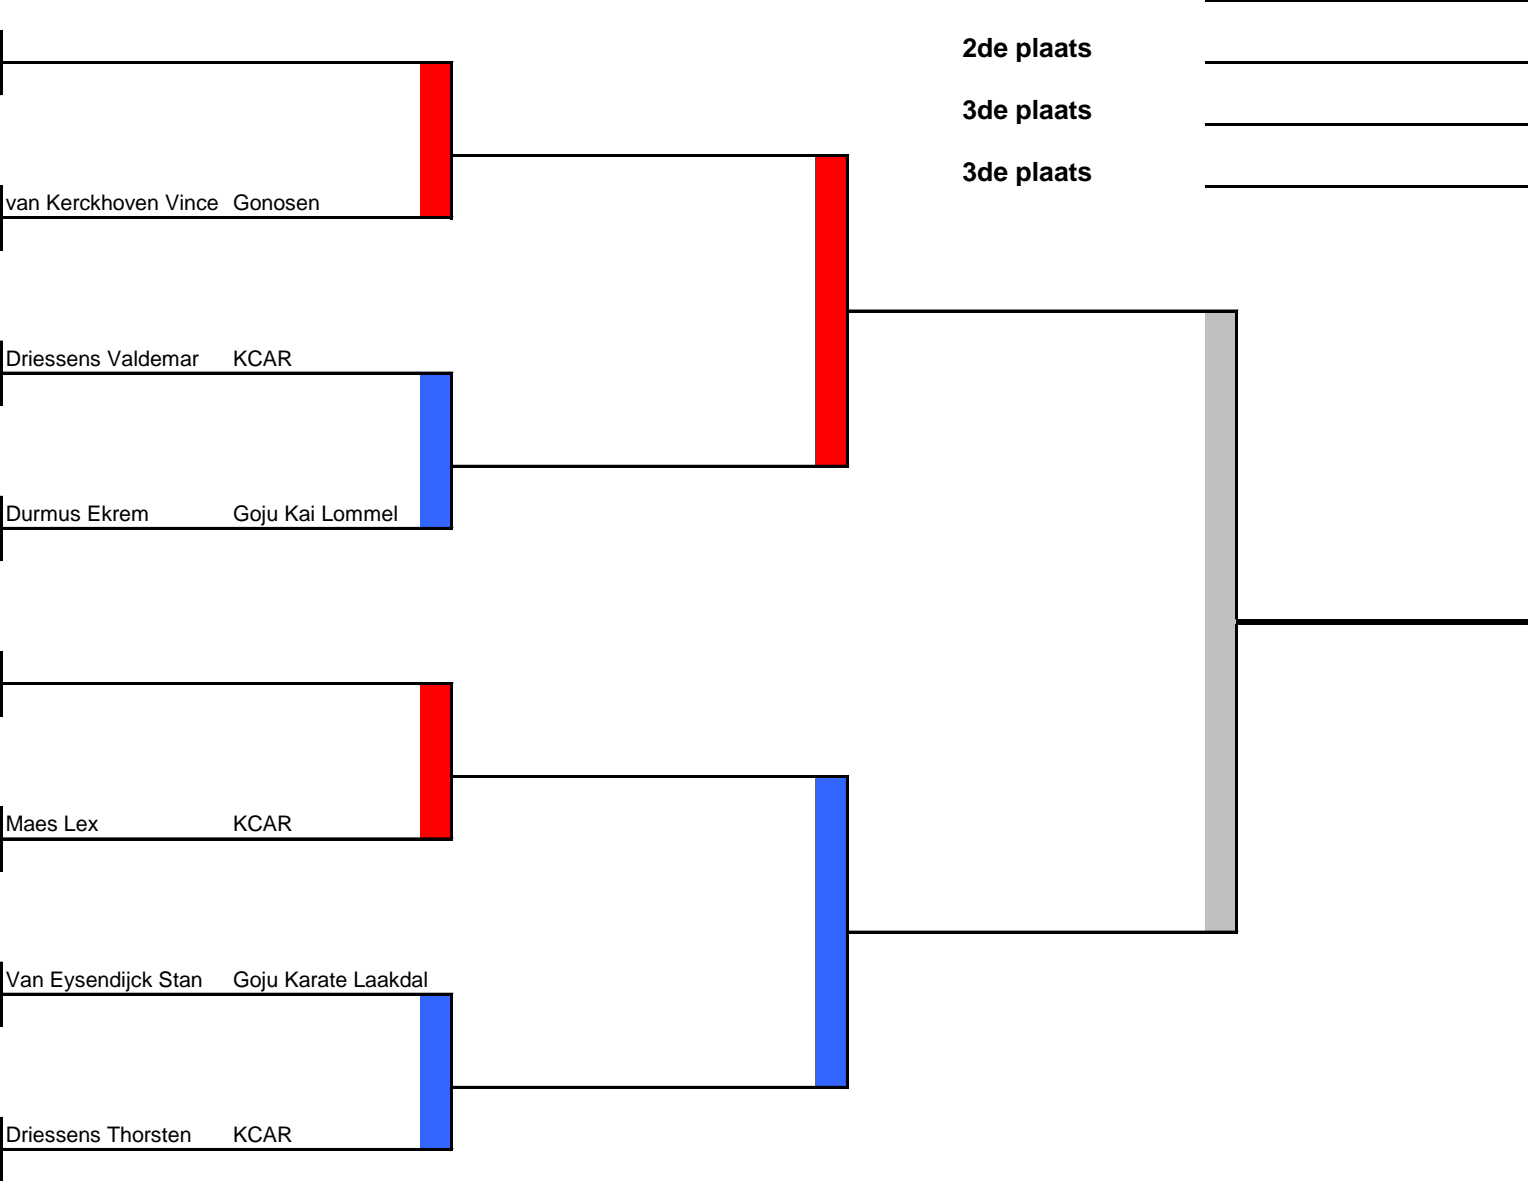 2de plaats
3de plaats
3de plaats
van Kerckhoven Vince Gonosen
Driessens Valdemar KCAR
Durmus Ekrem Goju Kai Lommel
Maes Lex KCAR
Van Eysendijck Stan Goju Karate Laakdal
Driessens Thorsten KCAR